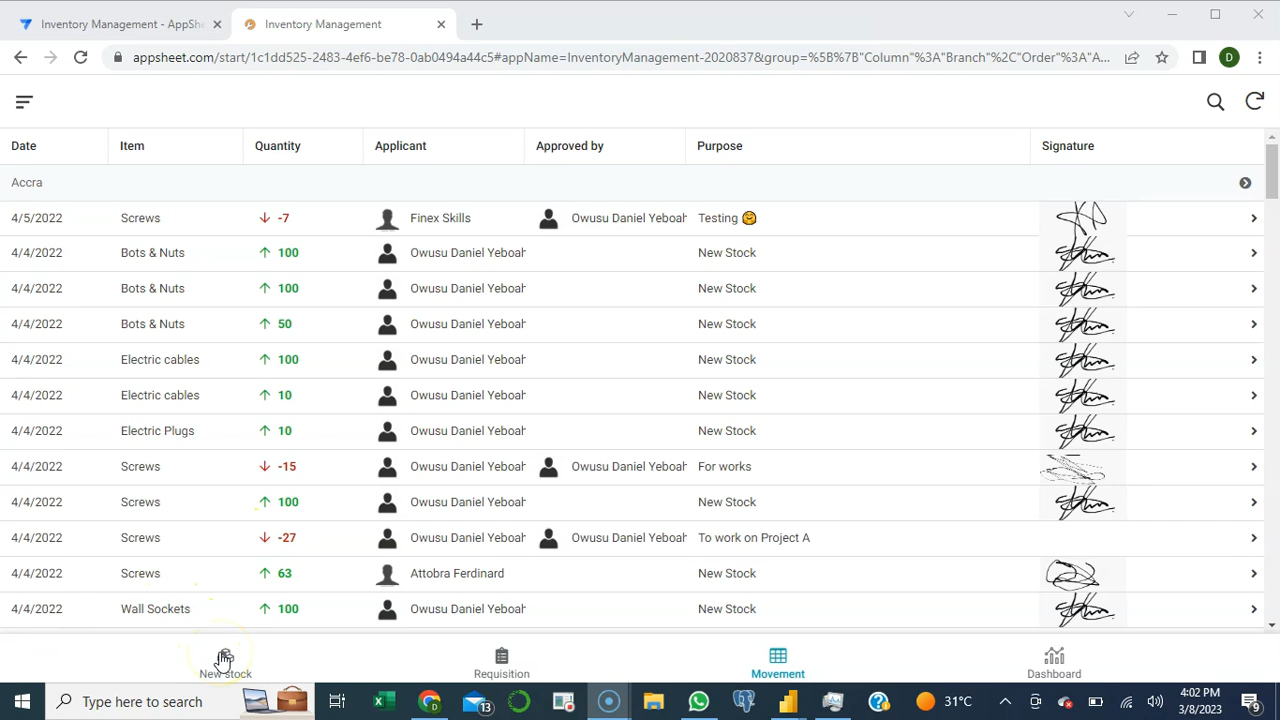 Inventory Management - AppShe
Inventory Management
appsheet.com/start/1c1dd525-2483-4ef6-be78-0ab0494a44c5#appName=InventoryManagement-2020837&group=%5B%7B"Column"%3A"Branch"%2C"Order"%3A"A...
D
Date Item Quantity Applicant Approved by Purpose Signature
Accra
4/5/2022 Screws -7 Finex Skills Owusu Daniel Yeboah Testing 🤗
4/4/2022 Bots & Nuts 100 Owusu Daniel Yeboah New Stock
4/4/2022 Bots & Nuts 100 Owusu Daniel Yeboah New Stock
4/4/2022 Bots & Nuts 50 Owusu Daniel Yeboah New Stock
4/4/2022 Electric cables 100 Owusu Daniel Yeboah New Stock
4/4/2022 Electric cables 10 Owusu Daniel Yeboah New Stock
4/4/2022 Electric Plugs 10 Owusu Daniel Yeboah New Stock
4/4/2022 Screws -15 Owusu Daniel Yeboah Owusu Daniel Yeboah For works
4/4/2022 Screws 100 Owusu Daniel Yeboah New Stock
4/4/2022 Screws -27 Owusu Daniel Yeboah Owusu Daniel Yeboah To work on Project A
4/4/2022 Screws 63 Attobra Ferdinard New Stock
4/4/2022 Wall Sockets 100 Owusu Daniel Yeboah New Stock
New stock Requisition Movement Dashboard
Type here to search 13 31°C 4:02 PM
3/8/2023 9